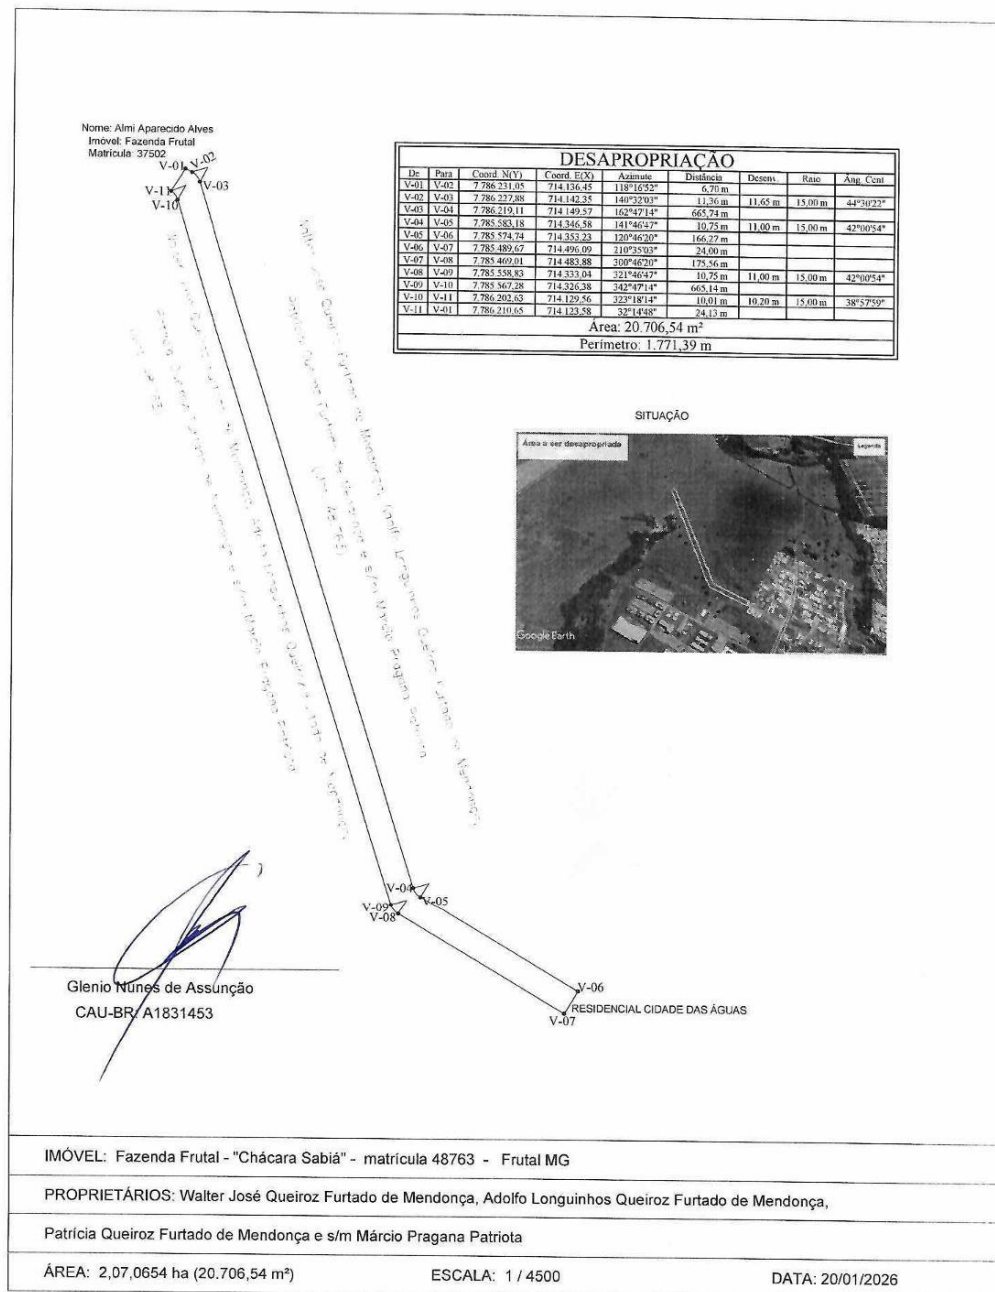 Nome: Almi Aparecido Alves
Imóvel: Fazenda Frutal
Matricula: 37502
V-01
V-02
V-11
V-03
V-10
DESAPROPRIAÇÃO
De Para Coord. N(Y) Coord. E(X) Azimute Distância Desenv. Raio Âng. Cent
V-01 V-02 7.786.231,05 714.136,45 118°16'52" 6,70 m
V-02 V-03 7.786.227,88 714.142,35 140°32'03" 11,36 m 11,65 m 15,00 m 44°30'22"
V-03 V-04 7.786.219,11 714.149,57 162°47'14" 665,74 m
V-04 V-05 7.785.583,18 714.346,58 141°46'47" 10,75 m 11,00 m 15,00 m 42°00'54"
V-05 V-06 7.785.574,74 714.353,23 120°46'20" 166,27 m
V-06 V-07 7.785.489,67 714.496,09 210°35'03" 24,00 m
V-07 V-08 7.785.469,01 714.483,88 300°46'20" 175,56 m
V-08 V-09 7.785.558,83 714.333,04 321°46'47" 10,75 m 11,00 m 15,00 m 42°00'54"
V-09 V-10 7.785.567,28 714.326,38 342°47'14" 665,14 m
V-10 V-11 7.786.202,63 714.129,56 323°18'14" 10,01 m 10,20 m 15,00 m 38°57'59"
V-11 V-01 7.786.210,65 714.123,58 32°14'48" 24,13 m
Área: 20.706,54 m²
Perímetro: 1.771,39 m
SITUAÇÃO
Área a ser desapropriada
Legenda
Google Earth
V-04
V-05
V-09
V-08
V-06
V-07
RESIDENCIAL CIDADE DAS ÁGUAS
Glenio Nunes de Assunção
CAU-BR: A1831453
IMÓVEL: Fazenda Frutal - "Chácara Sabiá" - matrícula 48763 - Frutal MG
PROPRIETÁRIOS: Walter José Queiroz Furtado de Mendonça, Adolfo Longuinhos Queiroz Furtado de Mendonça,
Patrícia Queiroz Furtado de Mendonça e s/m Márcio Pragana Patriota
ÁREA: 2,07,0654 ha (20.706,54 m²) ESCALA: 1 / 4500 DATA: 20/01/2026